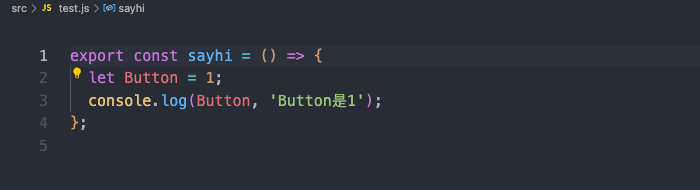 src > JS test.js > sayhi
1 export const sayhi = () => {
2 let Button = 1;
3 console.log(Button, 'Button是1');
4 };
5